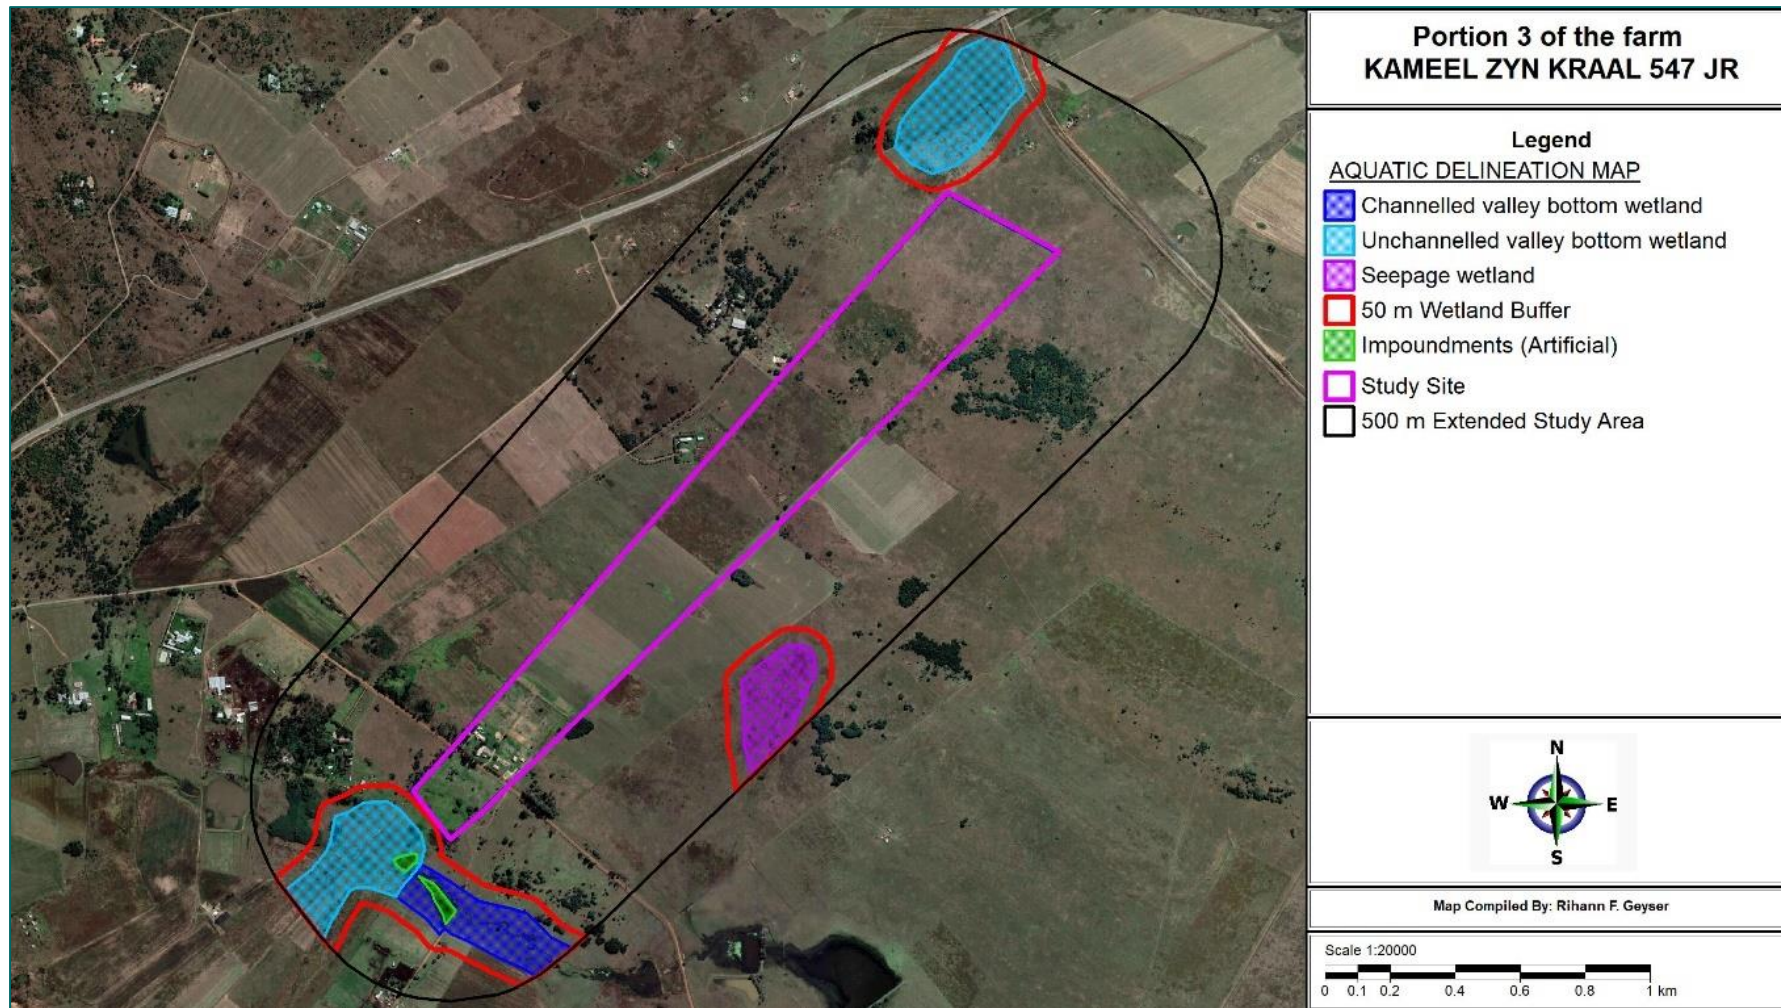 Portion 3 of the farm
KAMEEL ZYN KRAAL 547 JR
Legend
AQUATIC DELINEATION MAP
Channelled valley bottom wetland
Unchannelled valley bottom wetland
Seepage wetland
50 m Wetland Buffer
Impoundments (Artificial)
Study Site
500 m Extended Study Area
N
W E
S
Map Compiled By: Rihann F. Geyser
Scale 1:20000
0 0.1 0.2 0.4 0.6 0.8 1 km